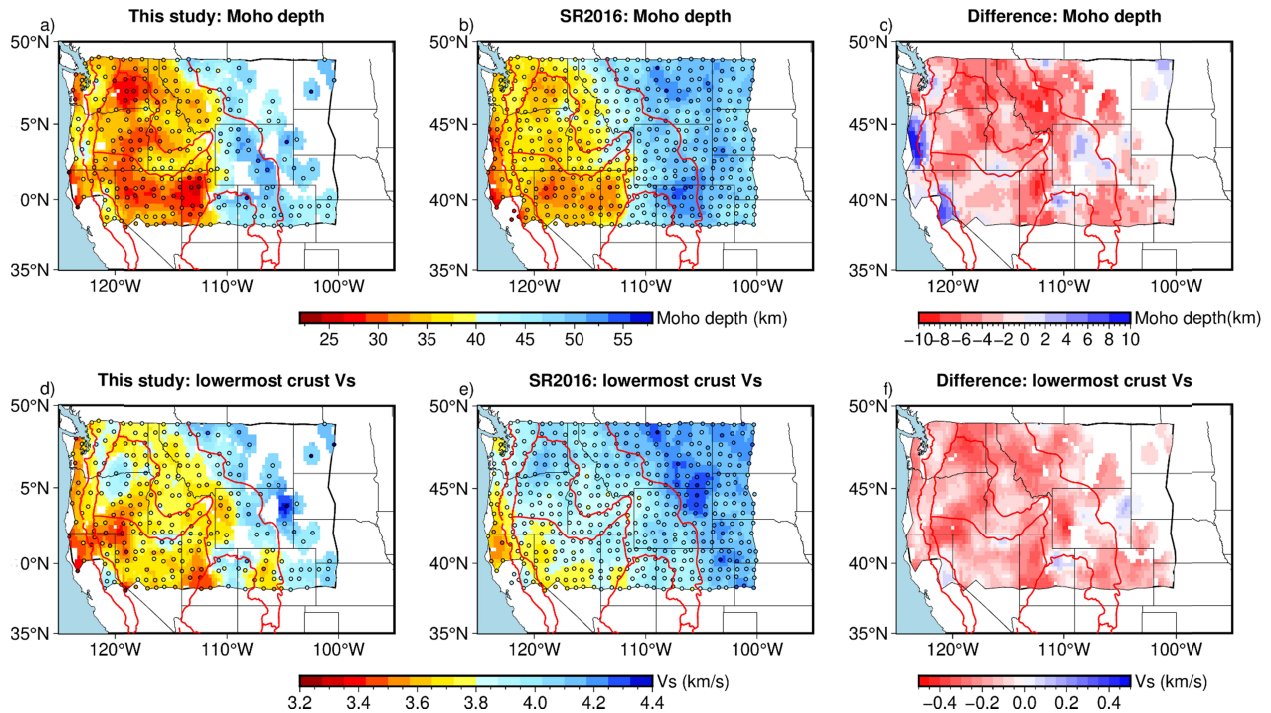 This study: Moho depth
SR2016: Moho depth
Difference: Moho depth
a)
b)
c)
50°N
5°N
0°N
35°N
120°W
110°W
100°W
50°N
45°N
40°N
35°N
120°W
110°W
100°W
50°N
45°N
40°N
35°N
120°W
110°W
100°W
25 30 35 40 45 50 55
Moho depth (km)
−10−8−6−4−2 0 2 4 6 8 10
Moho depth(km)
This study: lowermost crust Vs
SR2016: lowermost crust Vs
Difference: lowermost crust Vs
d)
e)
f)
50°N
5°N
0°N
35°N
120°W
110°W
100°W
50°N
45°N
40°N
35°N
120°W
110°W
100°W
50°N
45°N
40°N
35°N
120°W
110°W
100°W
3.2 3.4 3.6 3.8 4.0 4.2 4.4
Vs (km/s)
−0.4 −0.2 0.0 0.2 0.4
Vs (km/s)